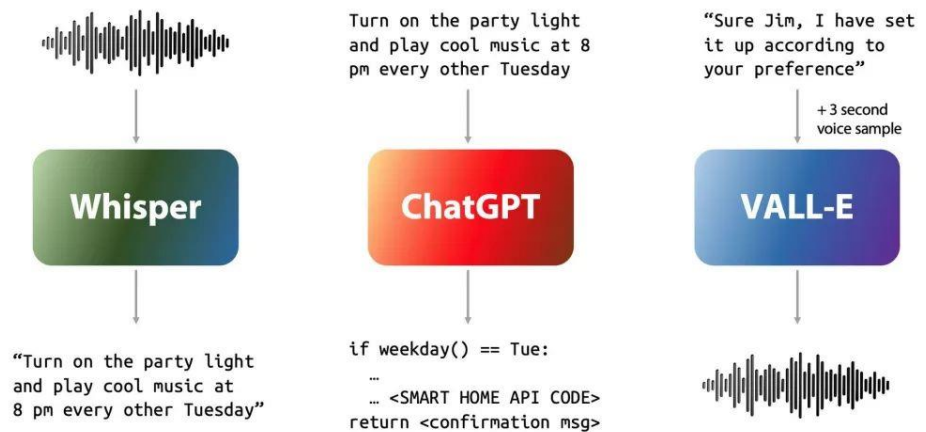 Turn on the party light
and play cool music at 8
pm every other Tuesday
“Sure Jim, I have set
it up according to
your preference”
+ 3 second
voice sample
Whisper
ChatGPT
VALL-E
“Turn on the party light
and play cool music at
8 pm every other Tuesday”
if weekday() == Tue:
…
… <SMART HOME API CODE>
return <confirmation msg>